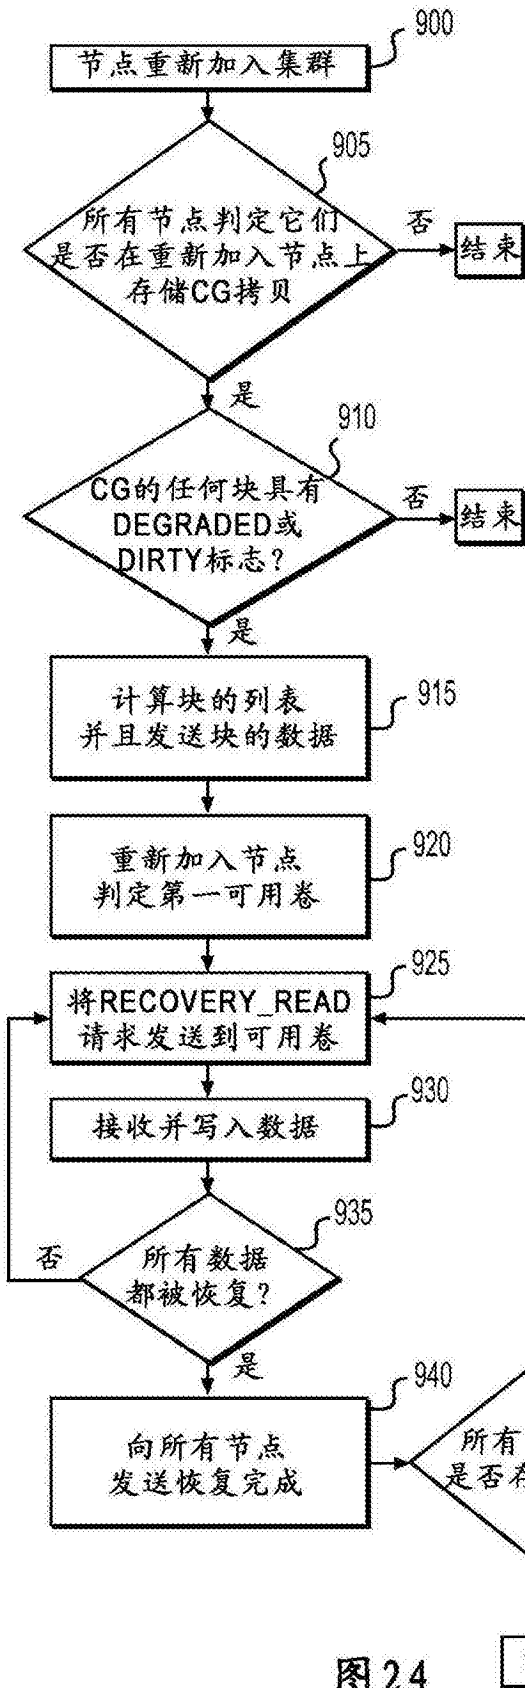 900
节点重新加入集群
905
所有节点判定它们
是否在重新加入节点上
存储CG拷贝
否
结束
是
910
CG的任何块具有
DEGRADED或
DIRTY标志?
否
结束
是
915
计算块的列表
并且发送块的数据
920
重新加入节点
判定第一可用卷
925
将RECOVERY_READ
请求发送到可用卷
930
接收并写入数据
935
所有数据
都被恢复?
否
是
940
向所有节点
发送恢复完成
所有
是否存
图24